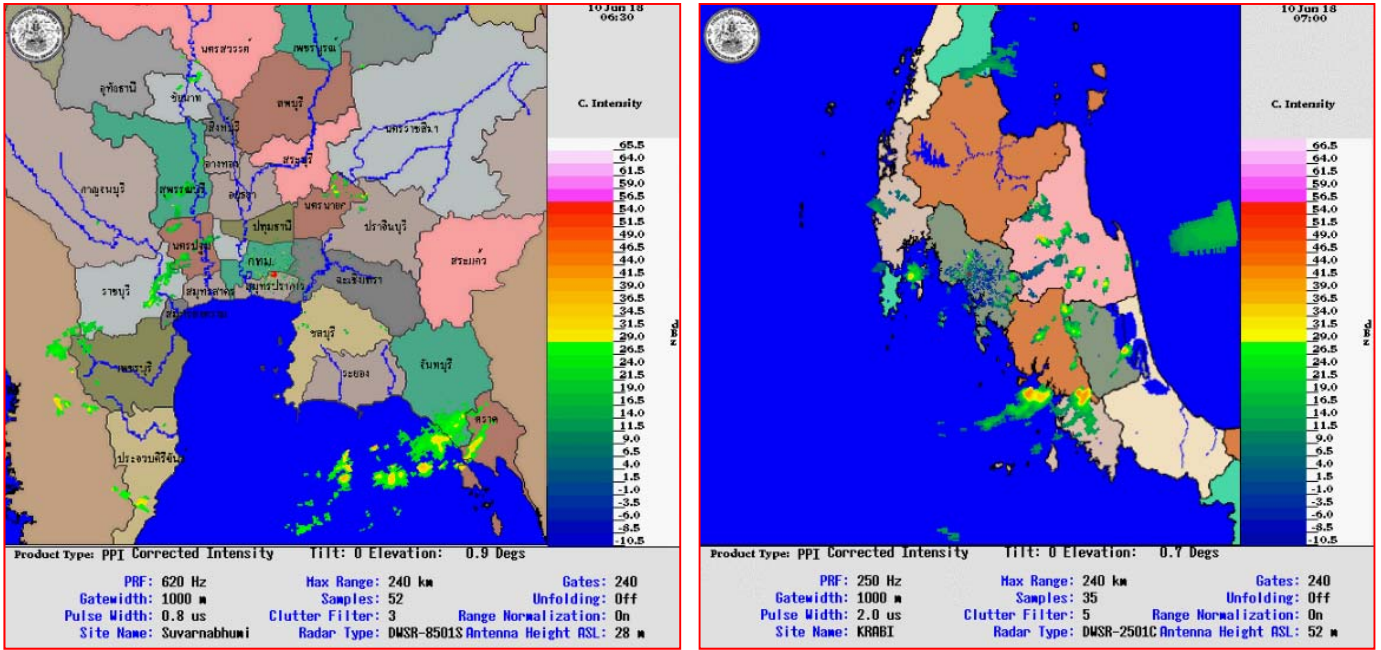 10 Jun 18
06:30
C. Intensity
65.5
64.0
61.5
59.0
56.5
54.0
51.5
49.0
46.5
44.0
41.5
39.0
36.5
34.0
31.5
29.0
26.5
24.0
21.5
19.0
16.5
14.0
11.5
9.0
6.5
4.0
1.5
-1.0
-3.5
-6.0
-8.5
-10.5
นครสวรรค์
เพชรบูรณ์
อุทัยธานี
ชัยนาท
ลพบุรี
สิงห์บุรี
นครราชสีมา
อ่างทอง
สระบุรี
กาญจนบุรี
สุพรรณบุรี
อยุธยา
นครนายก
ปทุมธานี
ปราจีนบุรี
นครปฐม
กทม.
สระแก้ว
ราชบุรี
สมุทรสาคร
สมุทรปราการ
ฉะเชิงเทรา
สมุทรสงคราม
ชลบุรี
เพชรบุรี
ระยอง
จันทบุรี
ตราด
ประจวบคีรีขันธ์
Product Type: PPI Corrected Intensity Tilt: 0 Elevation: 0.9 Degs
PRF: 620 Hz Max Range: 240 km Gates: 240
Gatewidth: 1000 m Samples: 52 Unfolding: Off
Pulse Width: 0.8 us Clutter Filter: 3 Range Normalization: On
Site Name: Suvarnabhumi Radar Type: DWSR-8501S Antenna Height ASL: 28 m
10 Jun 18
07:00
C. Intensity
66.5
64.0
61.5
59.0
56.5
54.0
51.5
49.0
46.5
44.0
41.5
39.0
36.5
34.0
31.5
29.0
26.5
24.0
21.5
19.0
16.5
14.0
11.5
9.0
6.5
4.0
1.5
-1.0
-3.5
-6.0
-8.5
-10.5
Product Type: PPI Corrected Intensity Tilt: 0 Elevation: 0.7 Degs
PRF: 250 Hz Max Range: 240 km Gates: 240
Gatewidth: 1000 m Samples: 35 Unfolding: Off
Pulse Width: 2.0 us Clutter Filter: 5 Range Normalization: On
Site Name: KRABI Radar Type: DWSR-2501C Antenna Height ASL: 52 m